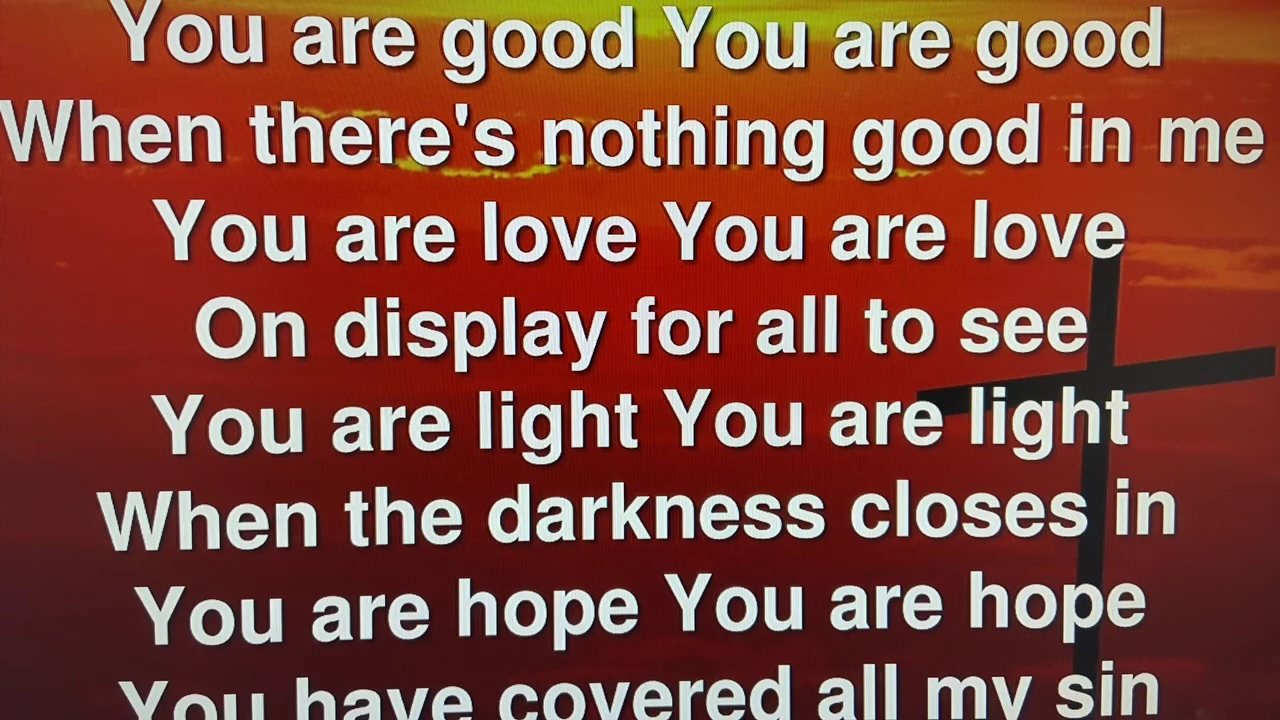 You are good You are good
When there's nothing good in me
You are love You are love
On display for all to see
You are light You are light
When the darkness closes in
You are hope You are hope
You have covered all my sin